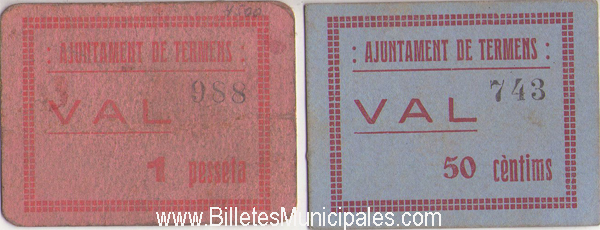 : AJUNTAMENT DE TERMENS :
988
VAL
1 pesseta
: AJUNTAMENT DE TERMENS :
743
VAL
50 cèntims
www.BilletesMunicipales.com